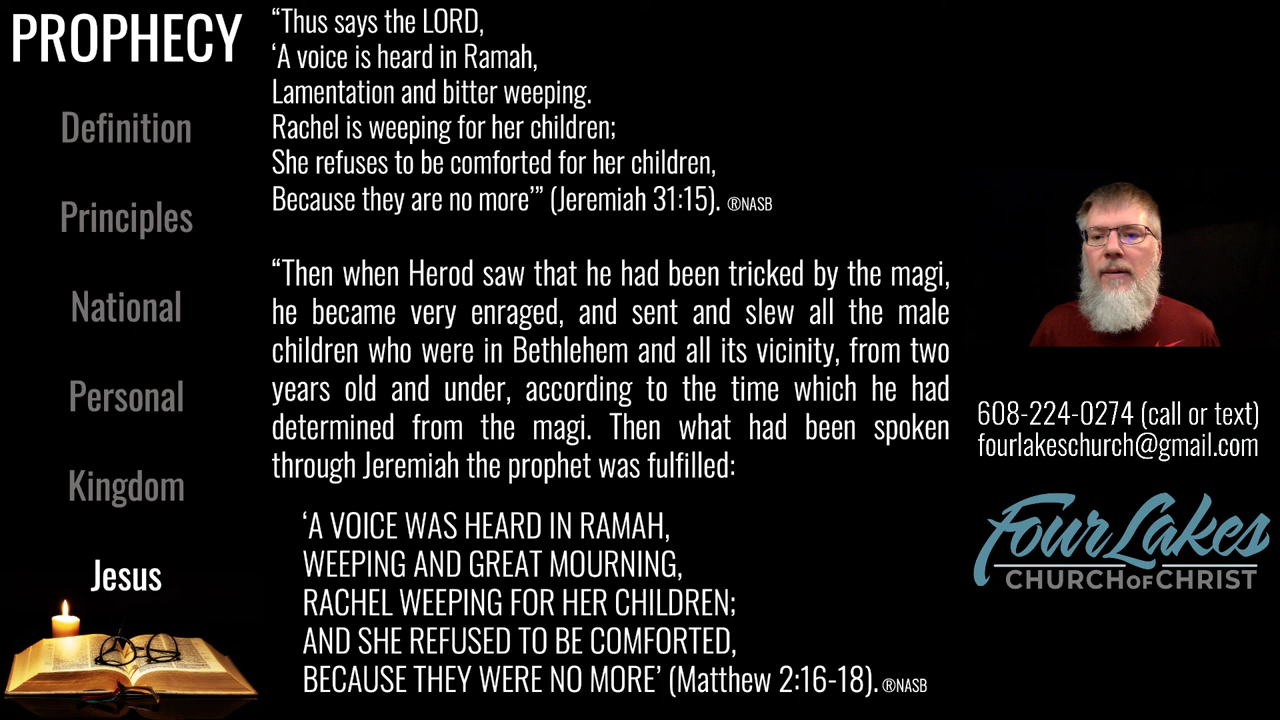 PROPHECY
Definition
Principles
National
Personal
Kingdom
Jesus
“Thus says the LORD,
‘A voice is heard in Ramah,
Lamentation and bitter weeping.
Rachel is weeping for her children;
She refuses to be comforted for her children,
Because they are no more’” (Jeremiah 31:15). ®NASB
“Then when Herod saw that he had been tricked by the magi,
he became very enraged, and sent and slew all the male
children who were in Bethlehem and all its vicinity, from two
years old and under, according to the time which he had
determined from the magi. Then what had been spoken
through Jeremiah the prophet was fulfilled:
‘A VOICE WAS HEARD IN RAMAH,
WEEPING AND GREAT MOURNING,
RACHEL WEEPING FOR HER CHILDREN;
AND SHE REFUSED TO BE COMFORTED,
BECAUSE THEY WERE NO MORE’ (Matthew 2:16-18). ®NASB
608-224-0274 (call or text)
fourlakeschurch@gmail.com
Four Lakes
CHURCH OF CHRIST